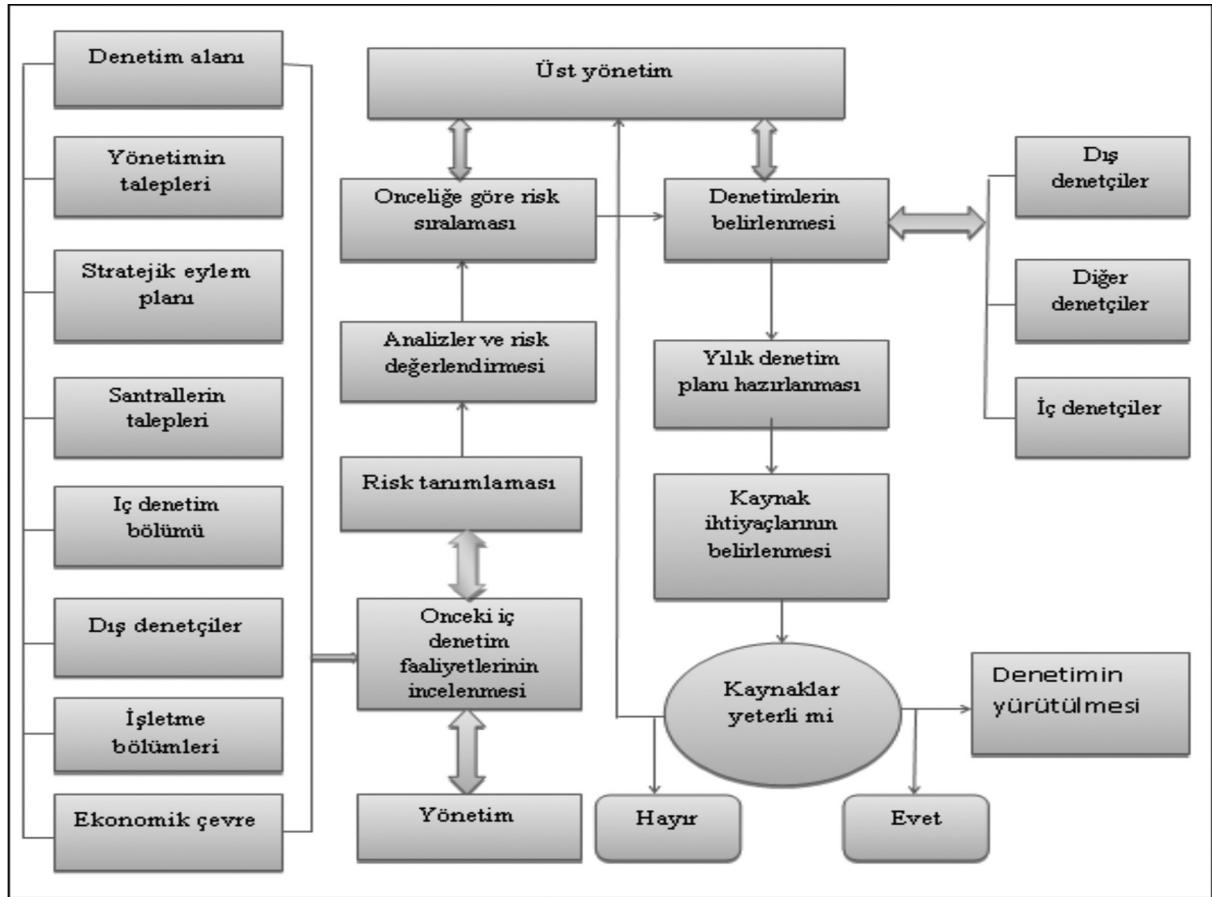 Denetim alanı
Yönetimin
talepleri
Stratejik eylem
planı
Santrallerin
talepleri
Iç denetim
bölümü
Dış denetçiler
İşletme
bölümleri
Ekonomik çevre
Üst yönetim
Onceliğe göre risk
sıralaması
Analizler ve risk
değerlendirmesi
Risk tanımlaması
Onceki iç
denetim
faaliyetlerinin
incelenmesi
Yönetim
Denetimlerin
belirlenmesi
Yılık denetim
planı hazırlanması
Kaynak
ihtiyaçlarının
belirlenmesi
Kaynaklar
yeterli mi
Hayır
Evet
Denetimin
yürütülmesi
Dış
denetçiler
Diğer
denetçiler
İç denetçiler